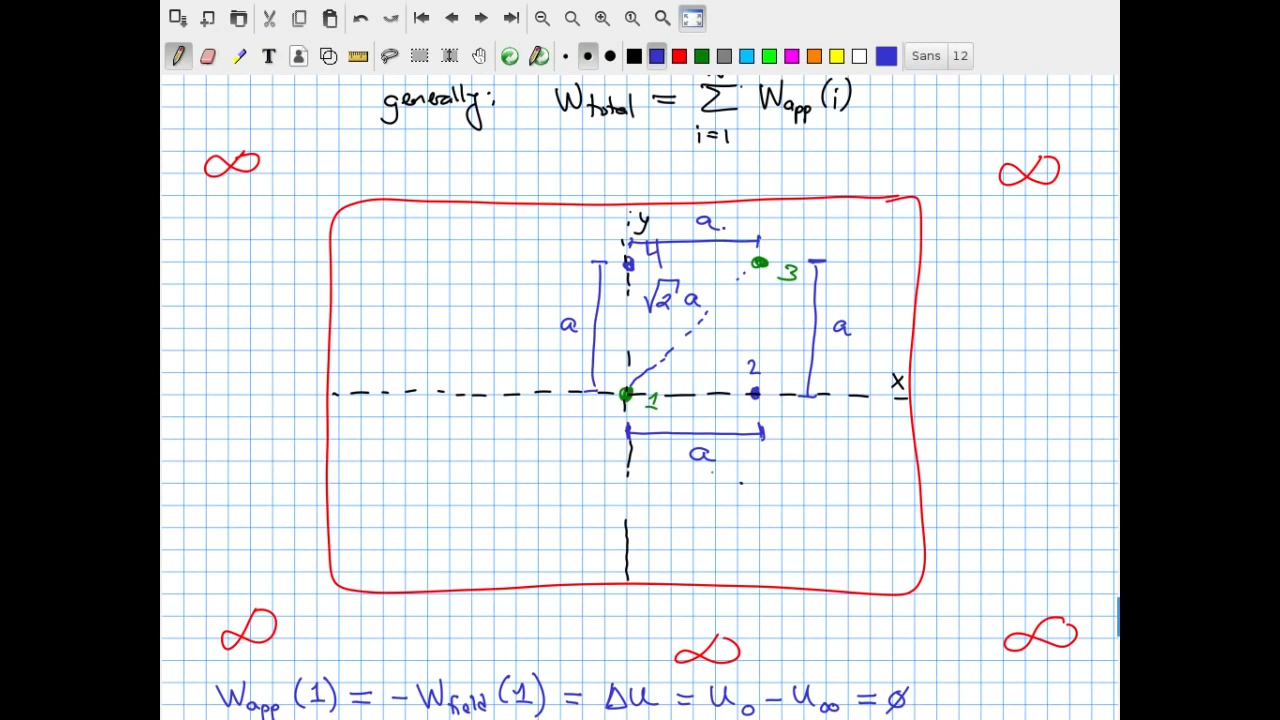 Sans 12
generally: W_total = Σ_{i=1} W_app(i)
∞ ∞
y a
4 3
√2 a
a a
2 x
1
a
∞ ∞ ∞
W_app (1) = - W_field (1) = ΔU = U_0 - U_∞ = ∅